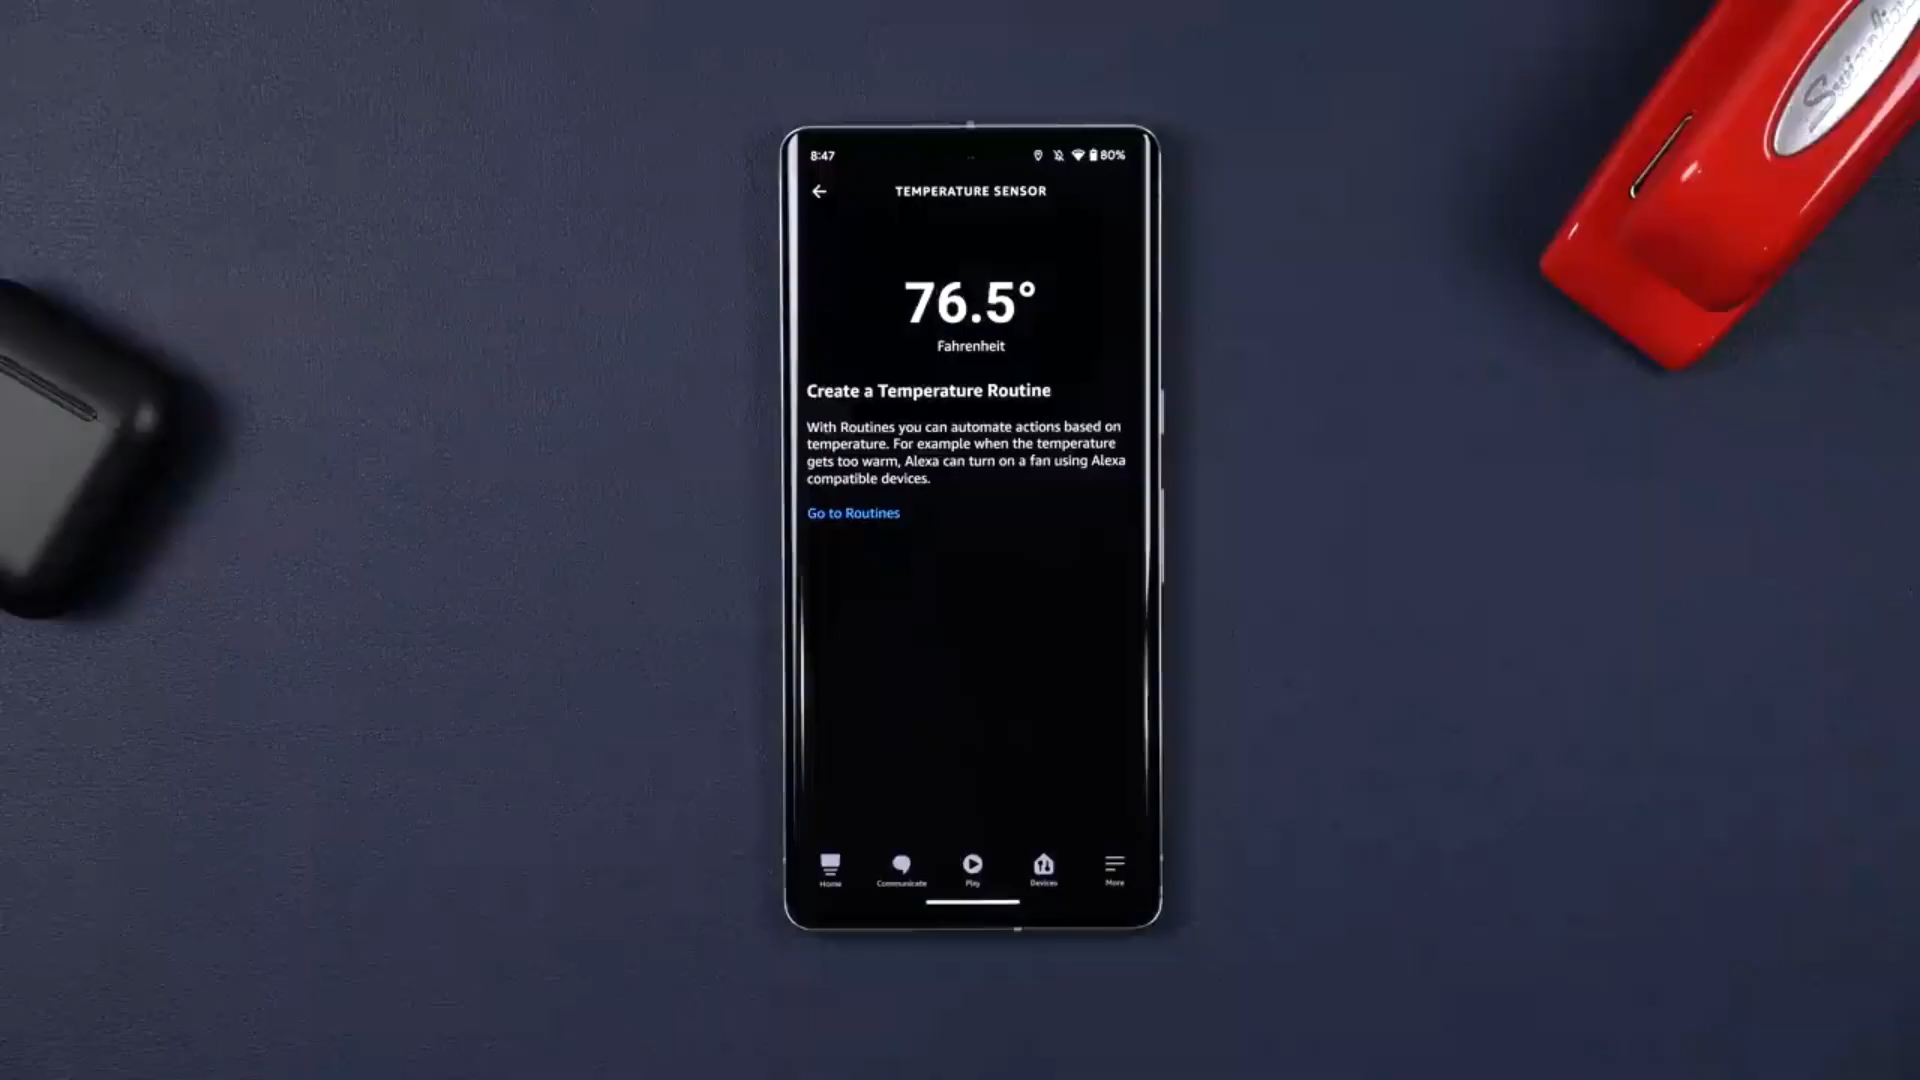 8:47
80%
TEMPERATURE SENSOR
76.5°
Fahrenheit
Create a Temperature Routine
With Routines you can automate actions based on
temperature. For example when the temperature
gets too warm, Alexa can turn on a fan using Alexa
compatible devices.
Go to Routines
Home
Communicate
Play
Devices
More